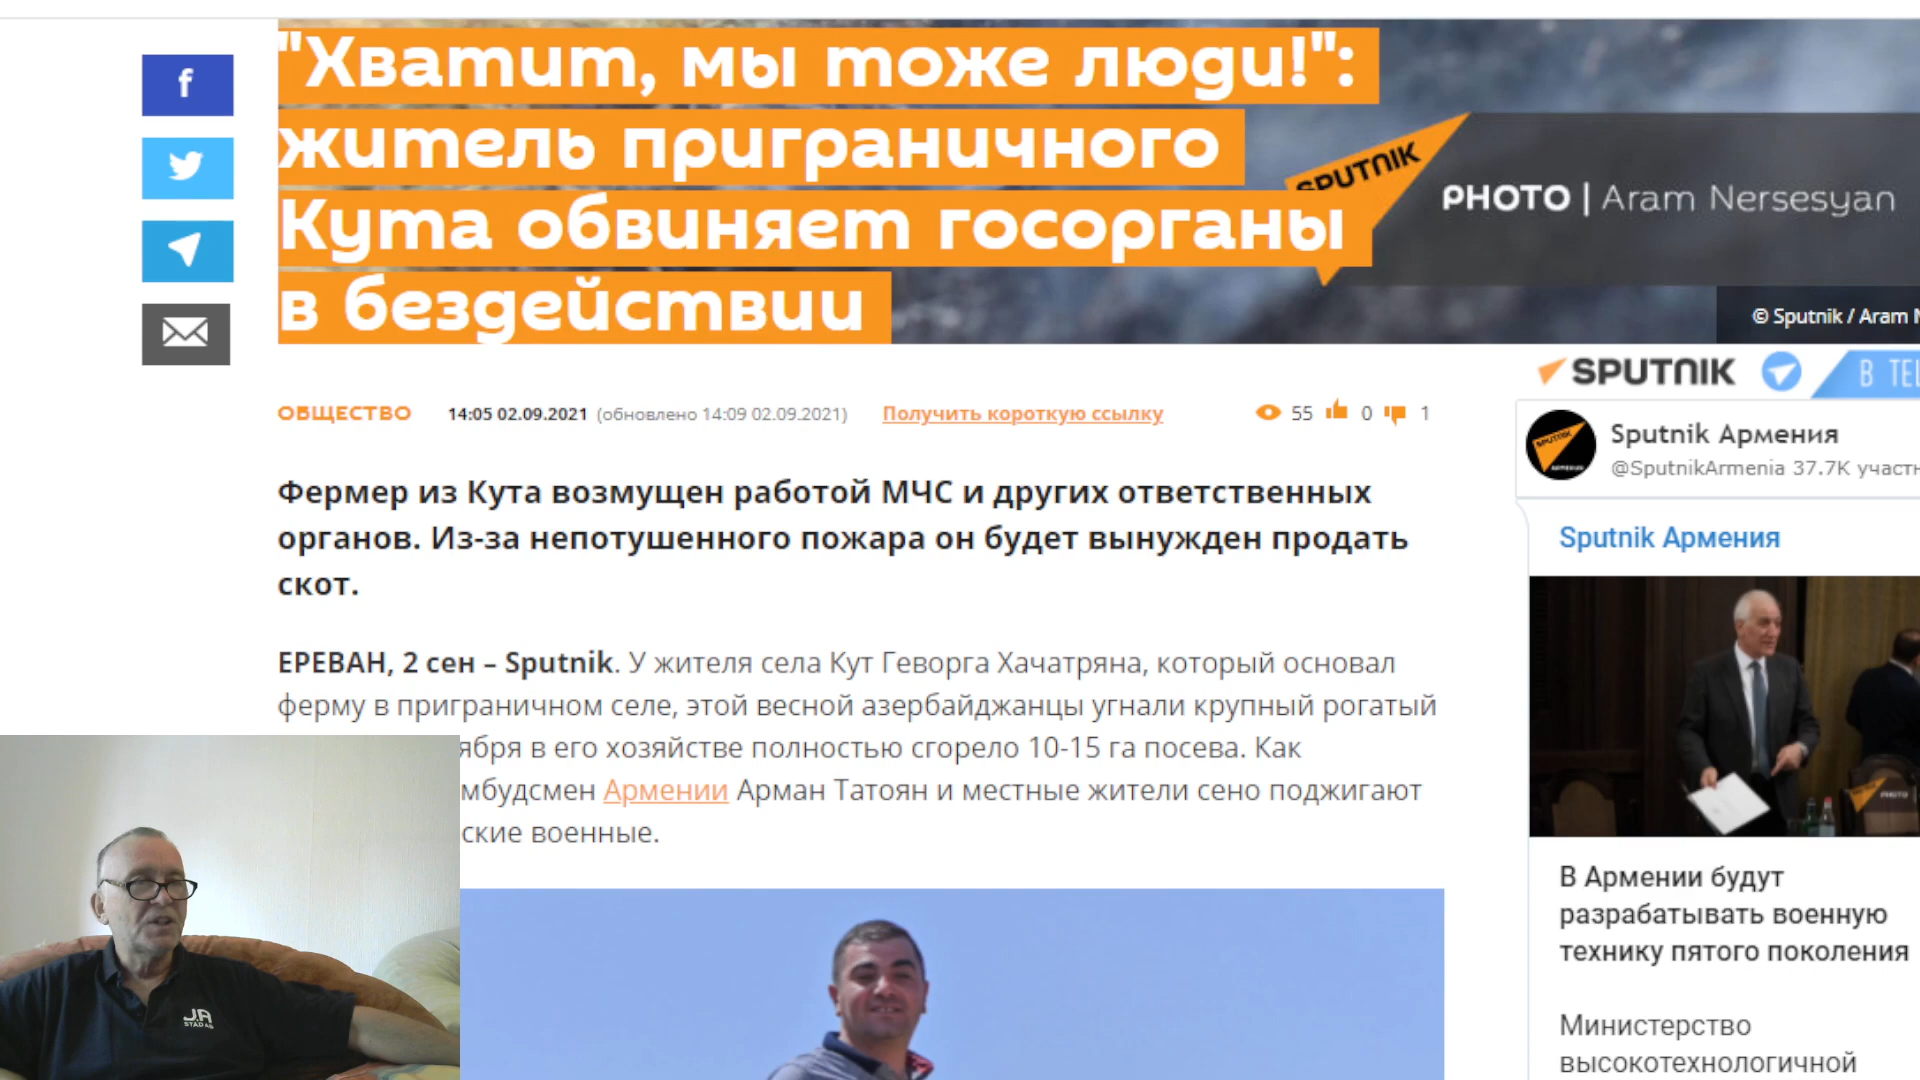 "Хватит, мы тоже люди!":
житель приграничного
Кута обвиняет госорганы
в бездействии
SPUTNIK
PHOTO | Aram Nersesyan
© Sputnik / Aram
ОБЩЕСТВО 14:05 02.09.2021 (обновлено 14:09 02.09.2021) Получить короткую ссылку 55 0 1
Фермер из Кута возмущен работой МЧС и других ответственных
органов. Из-за непотушенного пожара он будет вынужден продать
скот.
ЕРЕВАН, 2 сен – Sputnik. У жителя села Кут Геворга Хачатряна, который основал
ферму в приграничном селе, этой весной азербайджанцы угнали крупный рогатый
ября в его хозяйстве полностью сгорело 10-15 га посева. Как
мбудсмен Армении Арман Татоян и местные жители сено поджигают
ские военные.
J.A
SPUTNIK В TEL
Sputnik Армения
@SputnikArmenia 37.7K участн
Sputnik Армения
PHOTO
В Армении будут
разрабатывать военную
технику пятого поколения
Министерство
высокотехнологичной